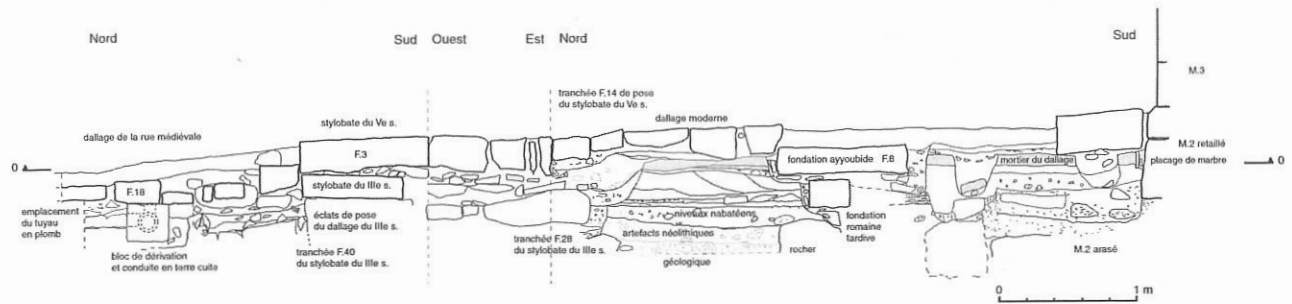 Nord
Sud
Ouest
Est
Nord
Sud
M.3
tranchée F.14 de pose
du stylobate du Ve s.
stylobate du Ve s.
dallage moderne
dallage de la rue médiévale
M.2 retaillé
F.3
fondation ayyoubide F.8
mortier du dallage
placage de marbre
0
0
F.18
stylobate du IIIe s.
emplacement
du tuyau
en plomb
éclats de pose
du dallage du IIIe s.
niveaux nabatéens
fondation
romaine
tardive
artefacts néolithiques
tranchée F.28
du stylobate du IIIe s.
rocher
M.2 arasé
bloc de dérivation
et conduite en terre cuite
tranchée F.40
du stylobate du IIIe s.
géologique
0
1 m